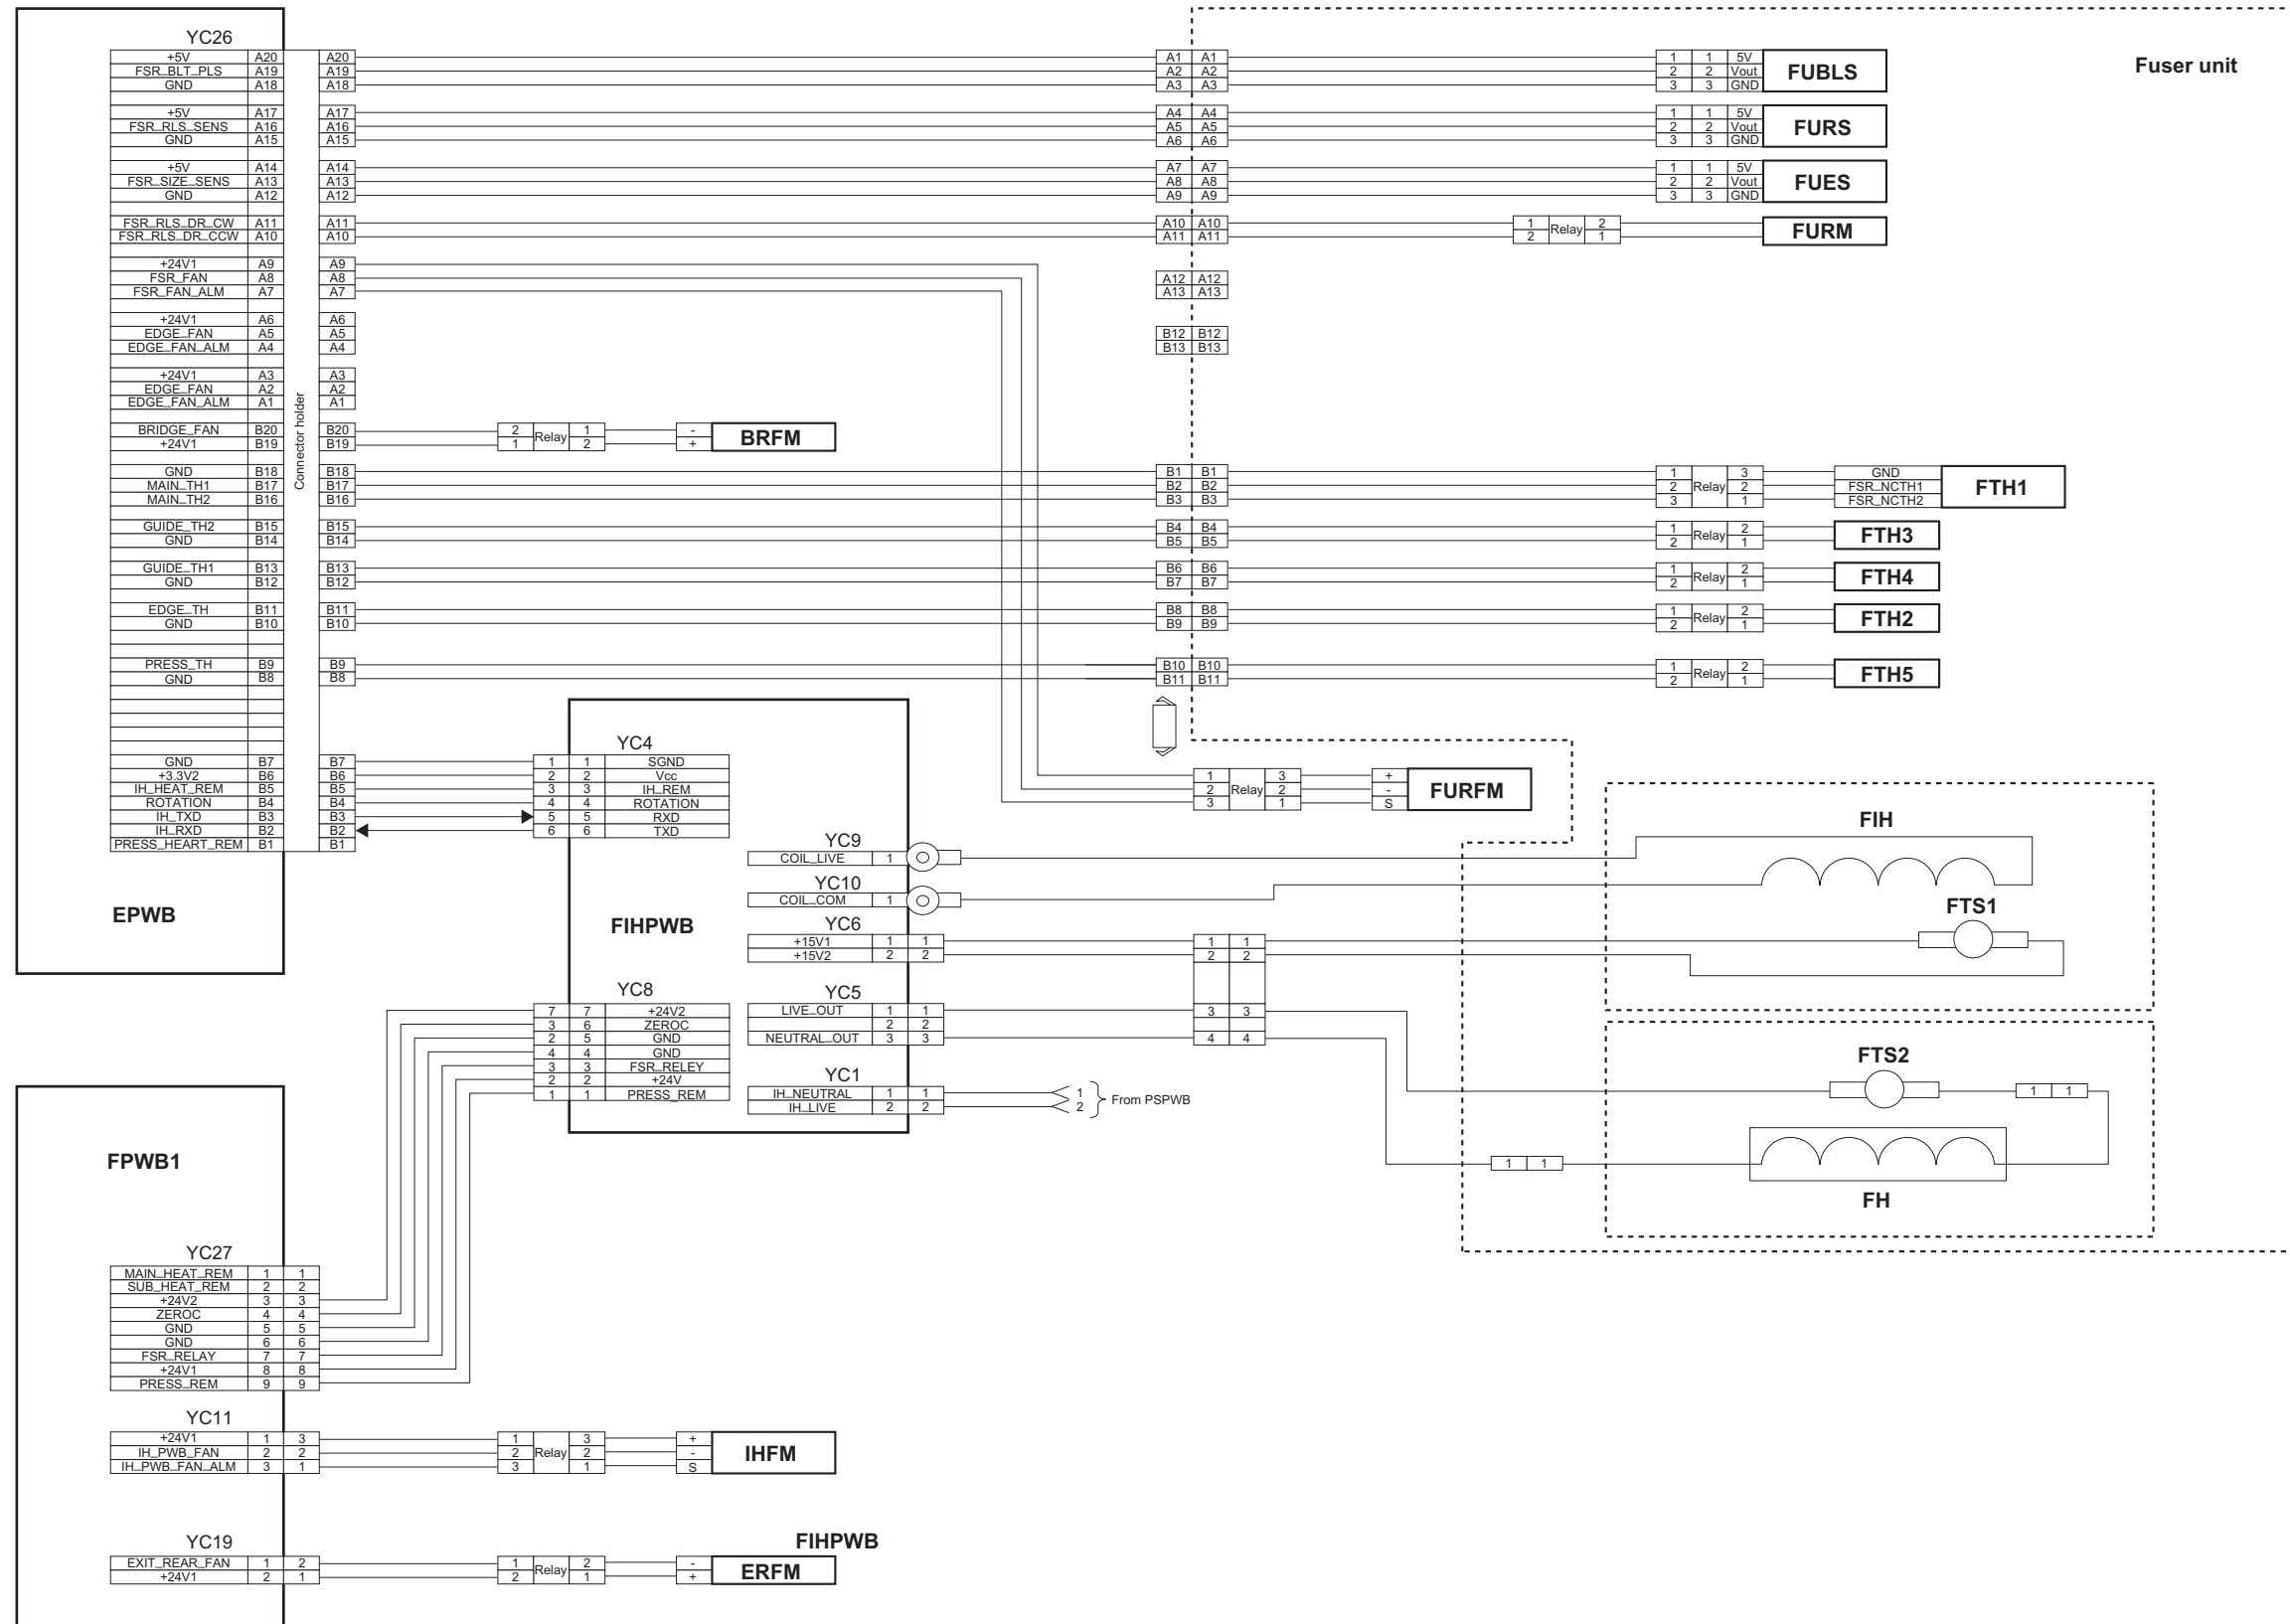 Fuser unit
YC26
+5V A20 A20 A1 A1 1 1 5V
FSR_BLT_PLS A19 A19 A2 A2 2 2 Vout FUBLS
GND A18 A18 A3 A3 3 3 GND
+5V A17 A17 A4 A4 1 1 5V
FSR_RLS_SENS A16 A16 A5 A5 2 2 Vout FURS
GND A15 A15 A6 A6 3 3 GND
+5V A14 A14 A7 A7 1 1 5V
FSR_SIZE_SENS A13 A13 A8 A8 2 2 Vout FUES
GND A12 A12 A9 A9 3 3 GND
FSR_RLS_DR_CW A11 A11 A10 A10 1 Relay 2 FURM
FSR_RLS_DR_CCW A10 A10 A11 A11 2 1
+24V1 A9 A9
FSR_FAN A8 A8 A12 A12
FSR_FAN_ALM A7 A7 A13 A13
+24V1 A6 A6
EDGE_FAN A5 A5 B12 B12
EDGE_FAN_ALM A4 A4 B13 B13
+24V1 A3 A3
EDGE_FAN A2 A2
EDGE_FAN_ALM A1 A1
Connector holder
BRIDGE_FAN B20 B20 2 Relay 1 - BRFM
+24V1 B19 B19 1 2 +
GND B18 B18 B1 B1 1 3 GND
MAIN_TH1 B17 B17 B2 B2 2 Relay 2 FSR_NCTH1 FTH1
MAIN_TH2 B16 B16 B3 B3 3 1 FSR_NCTH2
GUIDE_TH2 B15 B15 B4 B4 1 Relay 2 FTH3
GND B14 B14 B5 B5 2 1
GUIDE_TH1 B13 B13 B6 B6 1 Relay 2 FTH4
GND B12 B12 B7 B7 2 1
EDGE_TH B11 B11 B8 B8 1 Relay 2 FTH2
GND B10 B10 B9 B9 2 1
PRESS_TH B9 B9 B10 B10 1 Relay 2 FTH5
GND B8 B8 B11 B11 2 1
YC4
GND B7 B7 1 1 SGND
+3.3V2 B6 B6 2 2 Vcc
IH_HEAT_REM B5 B5 3 3 IH_REM
ROTATION B4 B4 4 4 ROTATION
IH_TXD B3 B3 5 5 RXD
IH_RXD B2 B2 6 6 TXD
PRESS_HEART_REM B1 B1
1 3 +
2 Relay 2 - FURFM
3 1 S
EPWB
FIHPWB
YC9
COIL_LIVE 1
YC10
COIL_COM 1
FIH
FTS1
YC6
+15V1 1 1 1 1
+15V2 2 2 2 2
YC5
LIVE_OUT 1 1 3 3
2 2
NEUTRAL_OUT 3 3 4 4
YC8
7 7 +24V2
3 6 ZEROC
2 5 GND
4 4 GND
3 3 FSR_RELEY
2 2 +24V
1 1 PRESS_REM
YC1
IH_NEUTRAL 1 1 1
IH_LIVE 2 2 2
From PSPWB
FTS2
1 1
1 1
FH
FPWB1
YC27
MAIN_HEAT_REM 1 1
SUB_HEAT_REM 2 2
+24V2 3 3
ZEROC 4 4
GND 5 5
GND 6 6
FSR_RELAY 7 7
+24V1 8 8
PRESS_REM 9 9
YC11
+24V1 1 3 1 3 +
IH_PWB_FAN 2 2 2 Relay 2 - IHFM
IH_PWB_FAN_ALM 3 1 3 1 S
YC19
FIHPWB
EXIT_REAR_FAN 1 2 1 Relay 2 - ERFM
+24V1 2 1 2 1 +